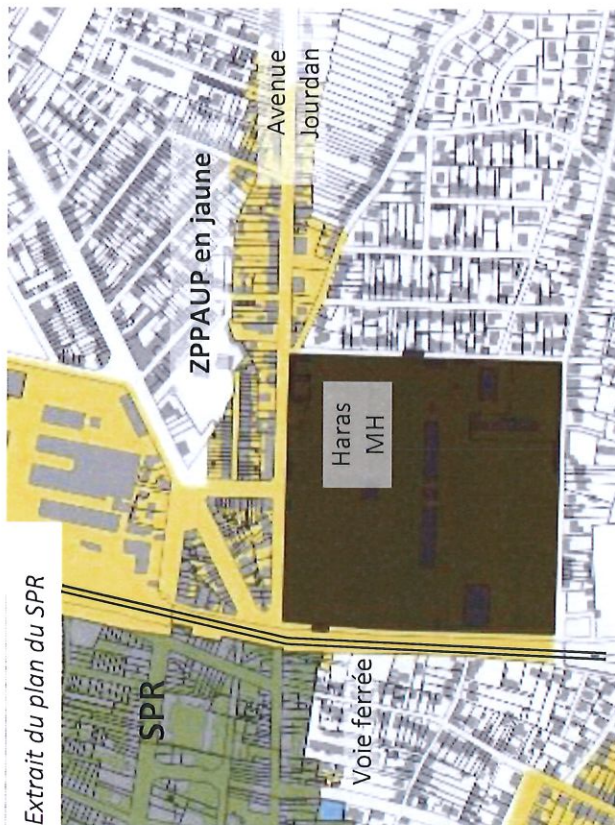 Extrait du plan du SPR
SPR
ZPPAUP en jaune
Avenue
Jourdan
Haras
MH
Voie ferrée